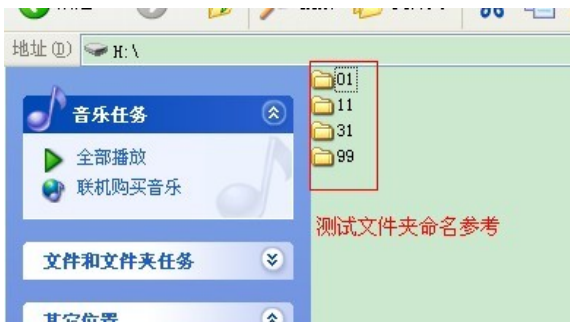 地址(D) H:\
01
11
31
99
音乐任务
全部播放
联机购买音乐
测试文件夹命名参考
文件和文件夹任务
其它位置